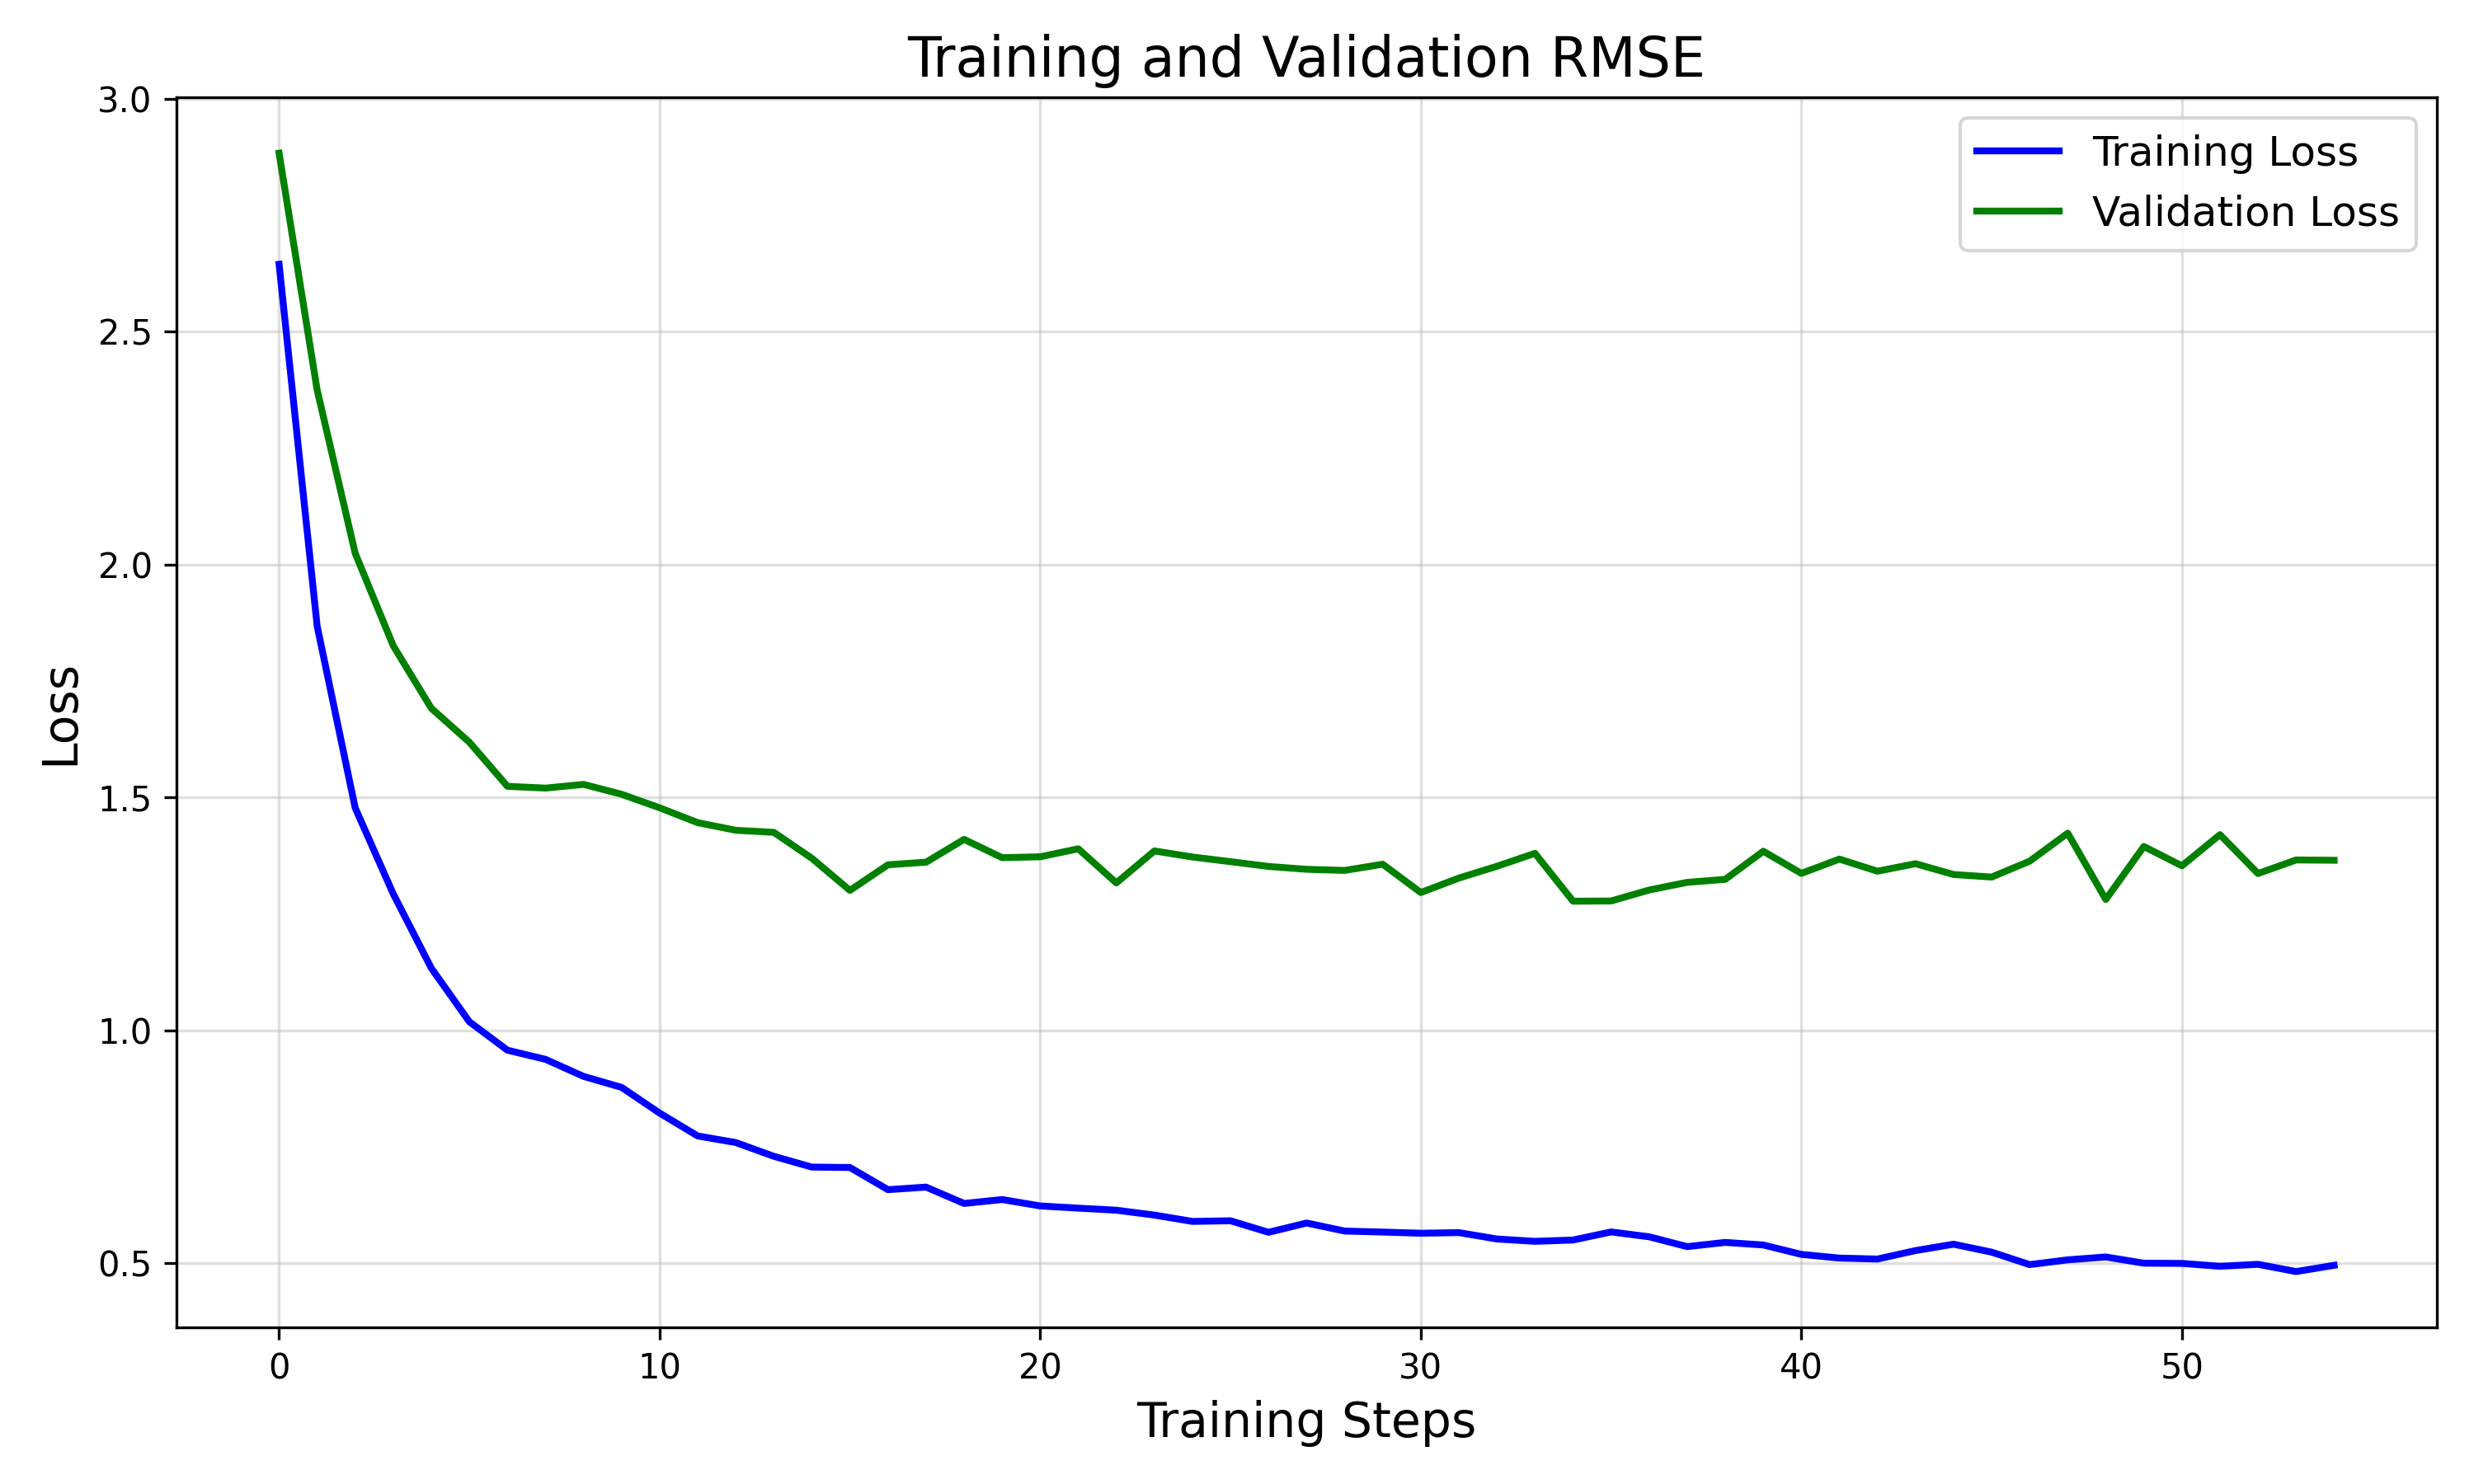 Training and Validation RMSE
Training Loss
Validation Loss
3.0
2.5
2.0
1.5
1.0
0.5
Loss
0 10 20 30 40 50
Training Steps